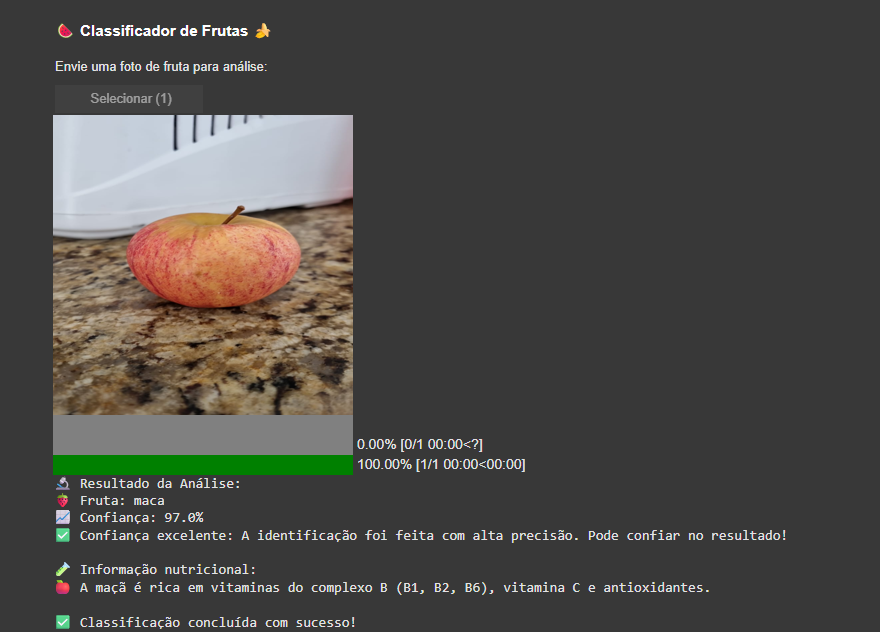 🍉 Classificador de Frutas 🍌
Envie uma foto de fruta para análise:
Selecionar (1)
0.00% [0/1 00:00<?]
100.00% [1/1 00:00<00:00]
🔬 Resultado da Análise:
🍓 Fruta: maca
📈 Confiança: 97.0%
✅ Confiança excelente: A identificação foi feita com alta precisão. Pode confiar no resultado!
🧪 Informação nutricional:
🍎 A maçã é rica em vitaminas do complexo B (B1, B2, B6), vitamina C e antioxidantes.
✅ Classificação concluída com sucesso!